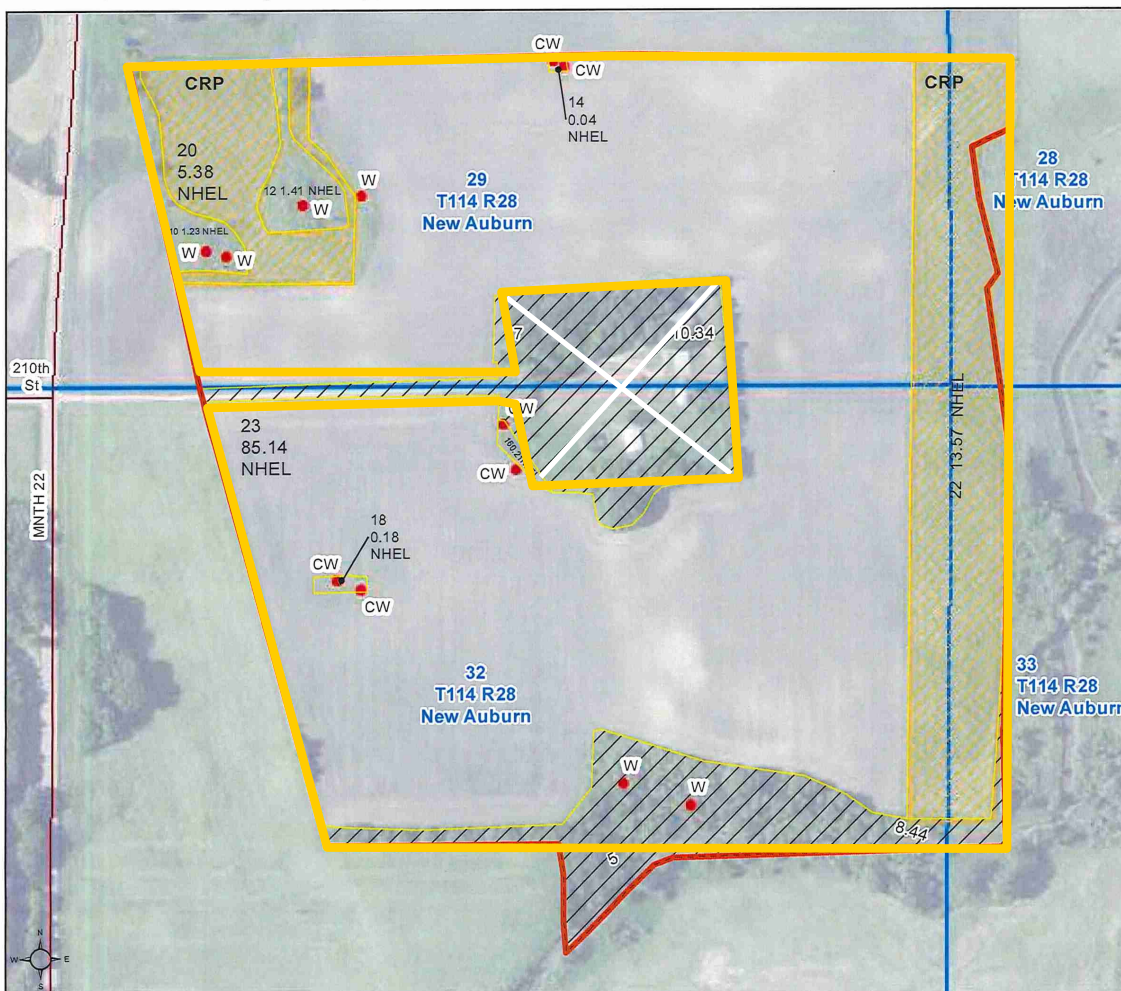 CW
CW
CRP
CRP
14
0.04
NHEL
20
5.38
NHEL
29
T114 R28
New Auburn
28
T114 R28
New Auburn
12 1.41 NHEL
W
W
10 1.23 NHEL
W
W
7
10.34
210th
St
CW
23
85.14
NHEL
22 13.57 NHEL
CW
MNTH 22
18
0.18
NHEL
CW
CW
32
T114 R28
New Auburn
33
T114 R28
New Auburn
W
W
8.44
5
N
W
E
S